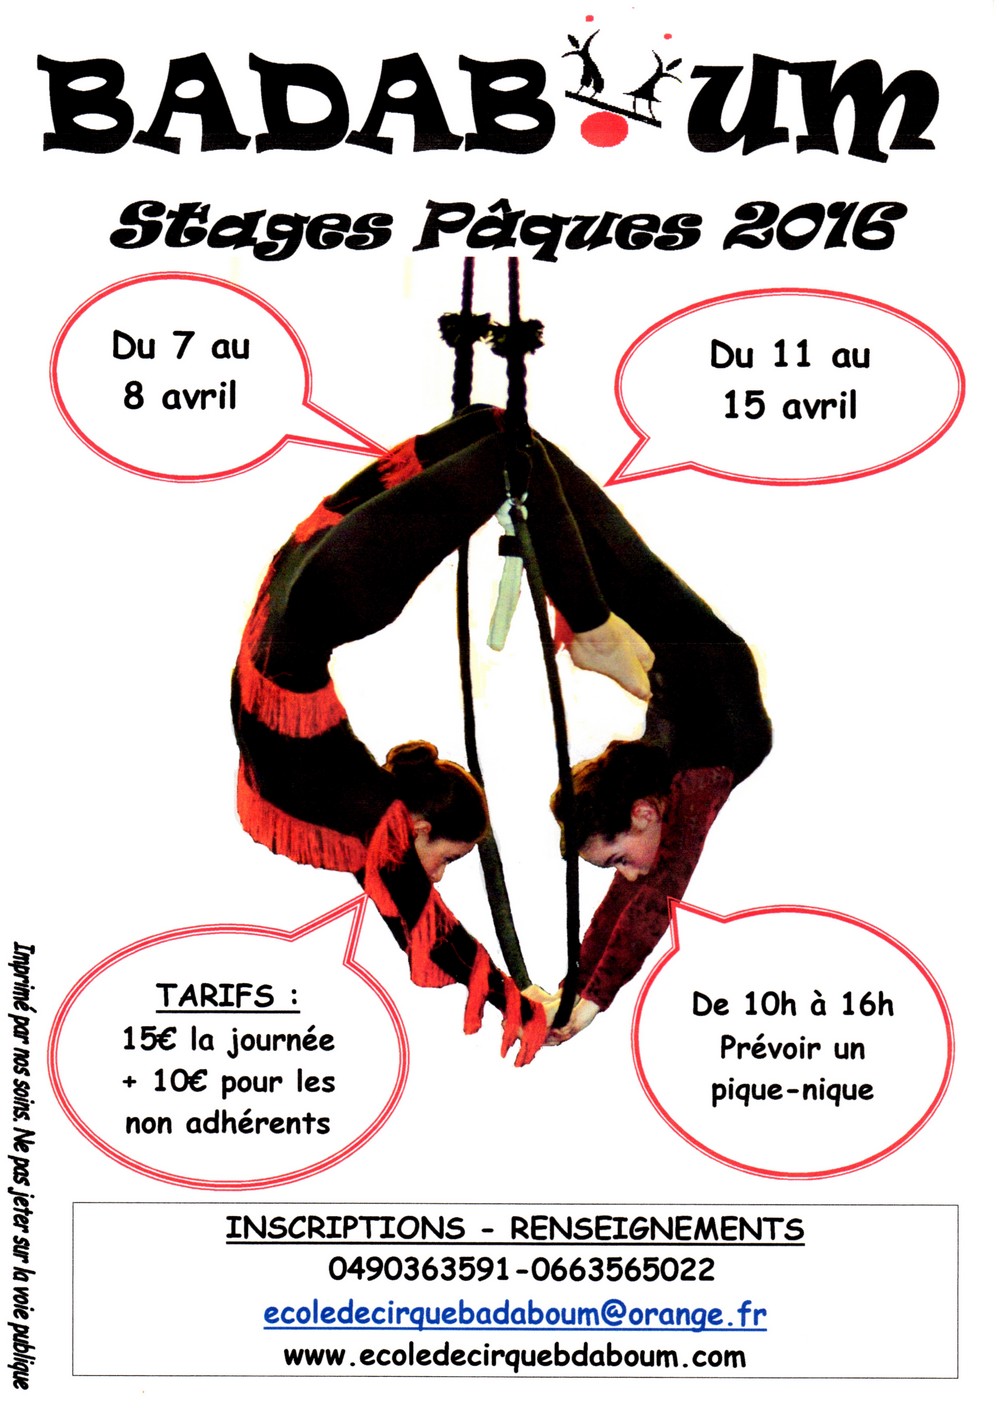 BADABOUM
Stages Pâques 2016
Du 7 au
8 avril
Du 11 au
15 avril
TARIFS :
15€ la journée
+ 10€ pour les
non adhérents
De 10h à 16h
Prévoir un
pique-nique
INSCRIPTIONS - RENSEIGNEMENTS
0490363591-0663565022
ecoledecirquebadaboum@orange.fr
www.ecoledecirquebdaboum.com
Imprimé par nos soins. Ne pas jeter sur la voie publique